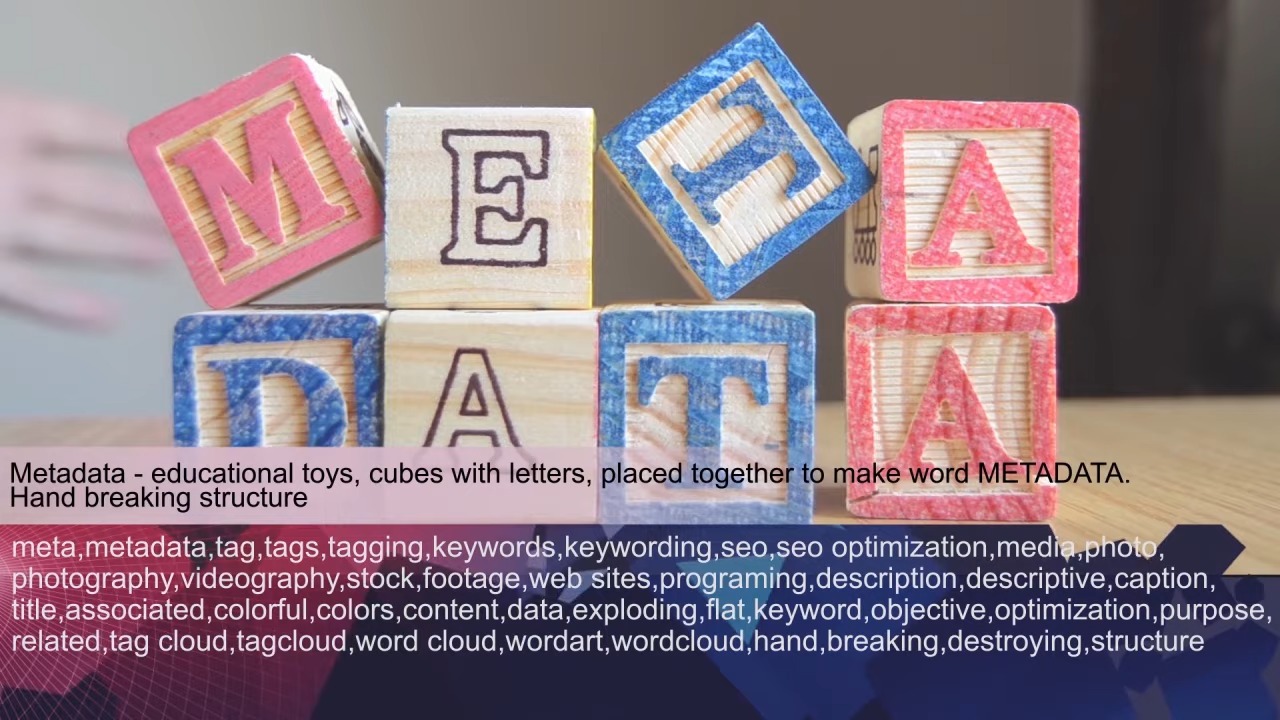 M E T A
D A T A
Metadata - educational toys, cubes with letters, placed together to make word METADATA.
Hand breaking structure
meta,metadata,tag,tags,tagging,keywords,keywording,seo,seo optimization,media,photo,
photography,videography,stock,footage,web sites,programing,description,descriptive,caption,
title,associated,colorful,colors,content,data,exploding,flat,keyword,objective,optimization,purpose,
related,tag cloud,tagcloud,word cloud,wordart,wordcloud,hand,breaking,destroying,structure